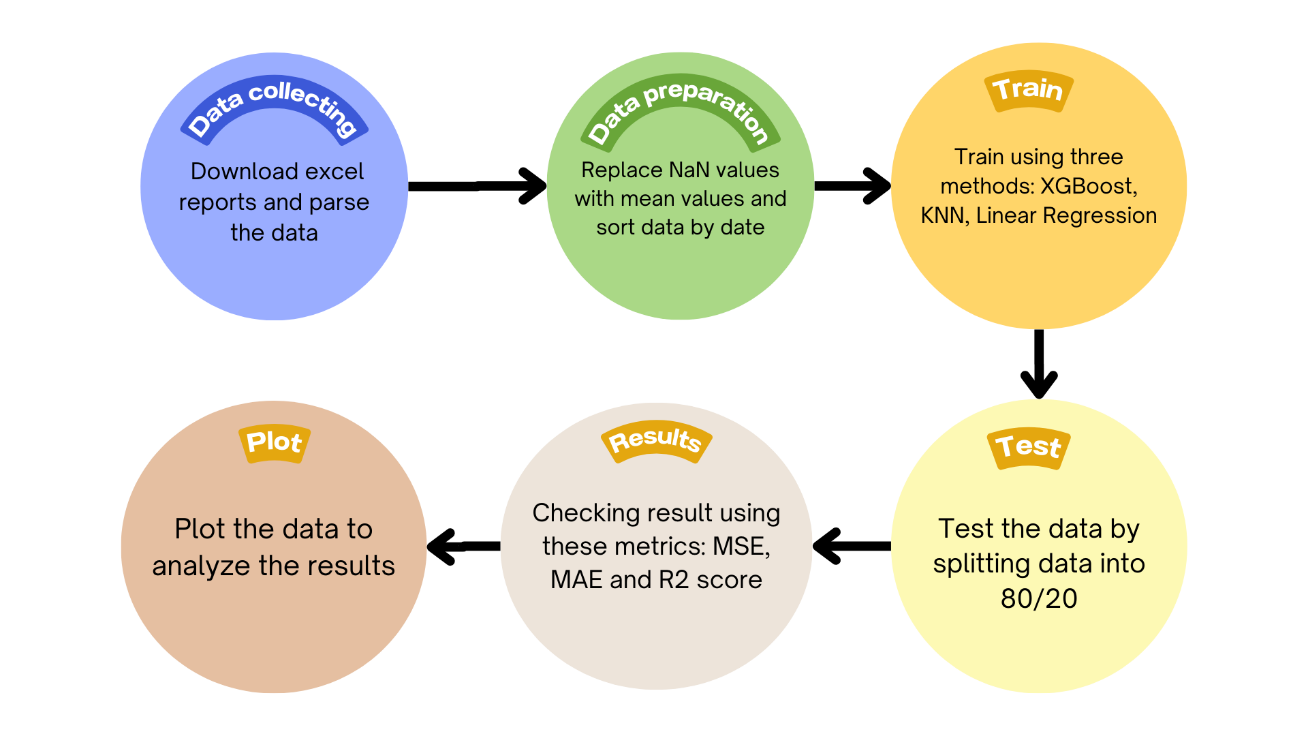 Data collecting
Download excel
reports and parse
the data
Data preparation
Replace NaN values
with mean values and
sort data by date
Train
Train using three
methods: XGBoost,
KNN, Linear Regression
Test
Test the data by
splitting data into
80/20
Results
Checking result using
these metrics: MSE,
MAE and R2 score
Plot
Plot the data to
analyze the results